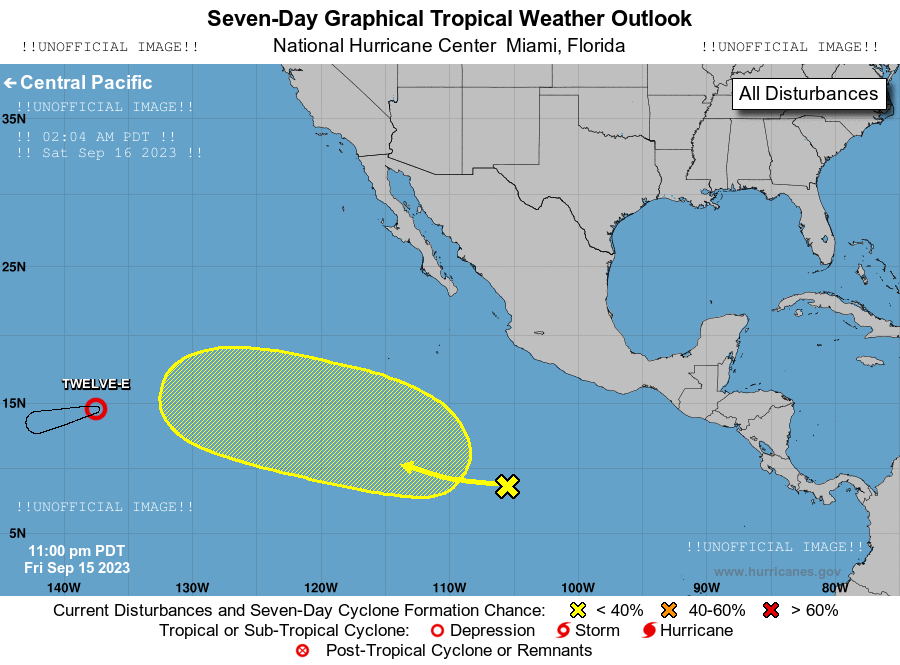 Seven-Day Graphical Tropical Weather Outlook
!!UNOFFICIAL IMAGE!! National Hurricane Center Miami, Florida !!UNOFFICIAL IMAGE!!
← Central Pacific
All Disturbances
!!UNOFFICIAL IMAGE!!
35N
!! 02:04 AM PDT !!
!! Sat Sep 16 2023 !!
25N
TWELVE-E
15N
!!UNOFFICIAL IMAGE!!
5N
!!UNOFFICIAL IMAGE!!
11:00 pm PDT
Fri Sep 15 2023
www.hurricanes.gov
140W 130W 120W 110W 100W 90W 80W
Current Disturbances and Seven-Day Cyclone Formation Chance: < 40% 40-60% > 60%
Tropical or Sub-Tropical Cyclone: Depression Storm Hurricane
Post-Tropical Cyclone or Remnants